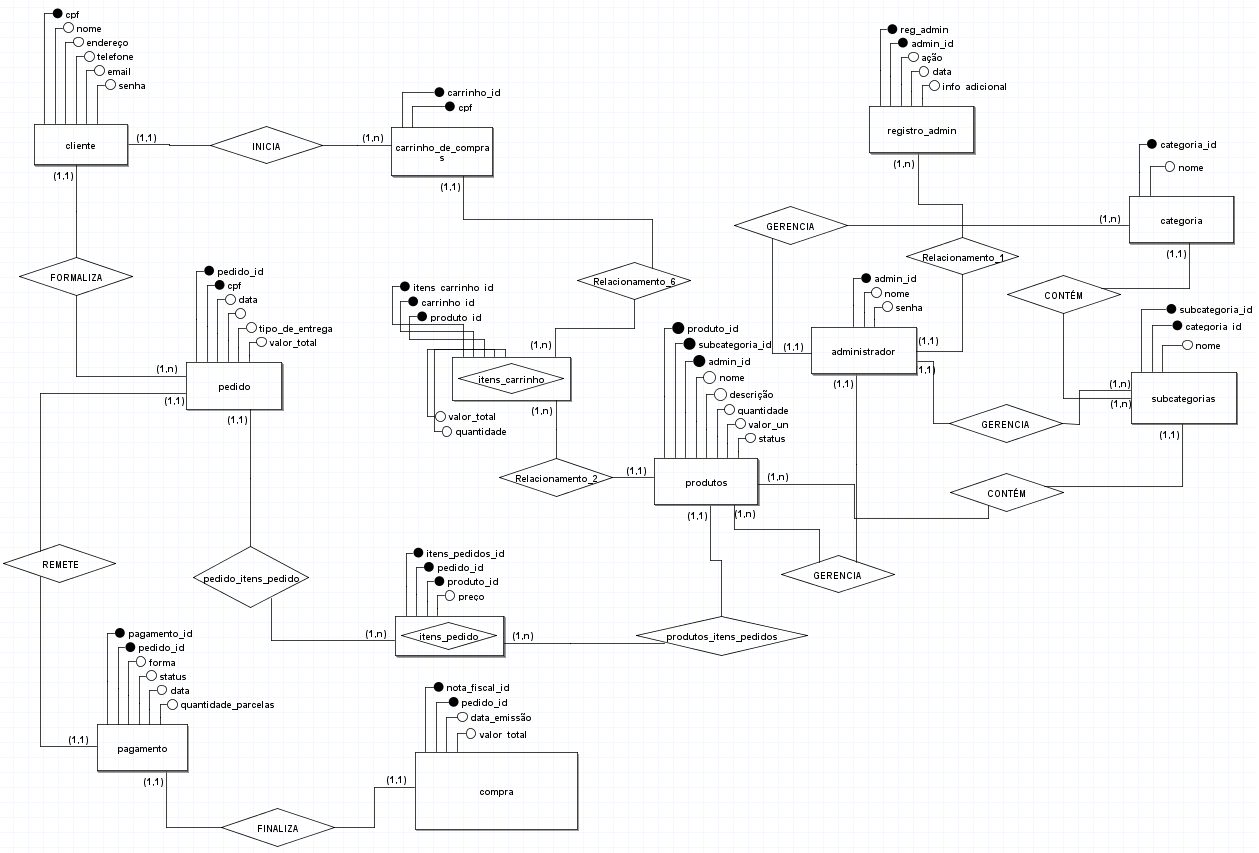 cpf
nome
endereço
telefone
email
senha
cliente
(1,1)
(1,1)
INICIA
(1,n)
carrinho_id
cpf
carrinho_de_compra
s
(1,1)
reg_admin
admin_id
ação
data
info_adicional
registro_admin
(1,n)
categoria_id
nome
categoria
(1,n)
(1,1)
GERENCIA
Relacionamento_1
FORMALIZA
Relacionamento_6
CONTÉM
pedido_id
cpf
data
tipo_de_entrega
valor_total
pedido
(1,n)
(1,1)
(1,1)
itens_carrinho_id
carrinho_id
produto_id
itens_carrinho
(1,n)
(1,n)
valor_total
quantidade
admin_id
nome
senha
administrador
(1,1)
(1,1)
(1,1)
(1,1)
subcategoria_id
categoria_id
nome
subcategorias
(1,n)
(1,n)
(1,1)
produto_id
subcategoria_id
admin_id
nome
descrição
quantidade
valor_un
status
produtos
(1,1)
(1,n)
(1,1)
(1,n)
GERENCIA
Relacionamento_2
CONTÉM
GERENCIA
REMETE
pedido_itens_pedido
itens_pedidos_id
pedido_id
produto_id
preço
itens_pedido
(1,n)
(1,n)
produtos_itens_pedidos
pagamento_id
pedido_id
forma
status
data
quantidade_parcelas
pagamento
(1,1)
(1,1)
nota_fiscal_id
pedido_id
data_emissão
valor_total
compra
(1,1)
FINALIZA